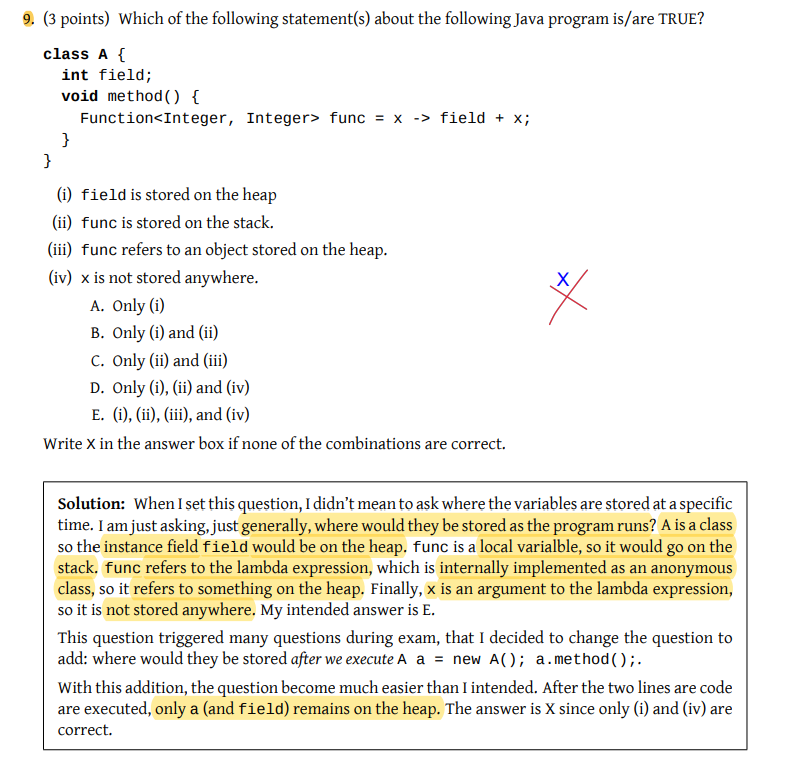 9. (3 points) Which of the following statement(s) about the following Java program is/are TRUE?
class A {
  int field;
  void method() {
    Function<Integer, Integer> func = x -> field + x;
  }
}
(i) field is stored on the heap
(ii) func is stored on the stack.
(iii) func refers to an object stored on the heap.
(iv) x is not stored anywhere.
X
A. Only (i)
B. Only (i) and (ii)
C. Only (ii) and (iii)
D. Only (i), (ii) and (iv)
E. (i), (ii), (iii), and (iv)
Write X in the answer box if none of the combinations are correct.
Solution: When I set this question, I didn't mean to ask where the variables are stored at a specific
time. I am just asking, just generally, where would they be stored as the program runs? A is a class
so the instance field field would be on the heap. func is a local varialble, so it would go on the
stack. func refers to the lambda expression, which is internally implemented as an anonymous
class, so it refers to something on the heap. Finally, x is an argument to the lambda expression,
so it is not stored anywhere. My intended answer is E.
This question triggered many questions during exam, that I decided to change the question to
add: where would they be stored after we execute A a = new A(); a.method();.
With this addition, the question become much easier than I intended. After the two lines are code
are executed, only a (and field) remains on the heap. The answer is X since only (i) and (iv) are
correct.